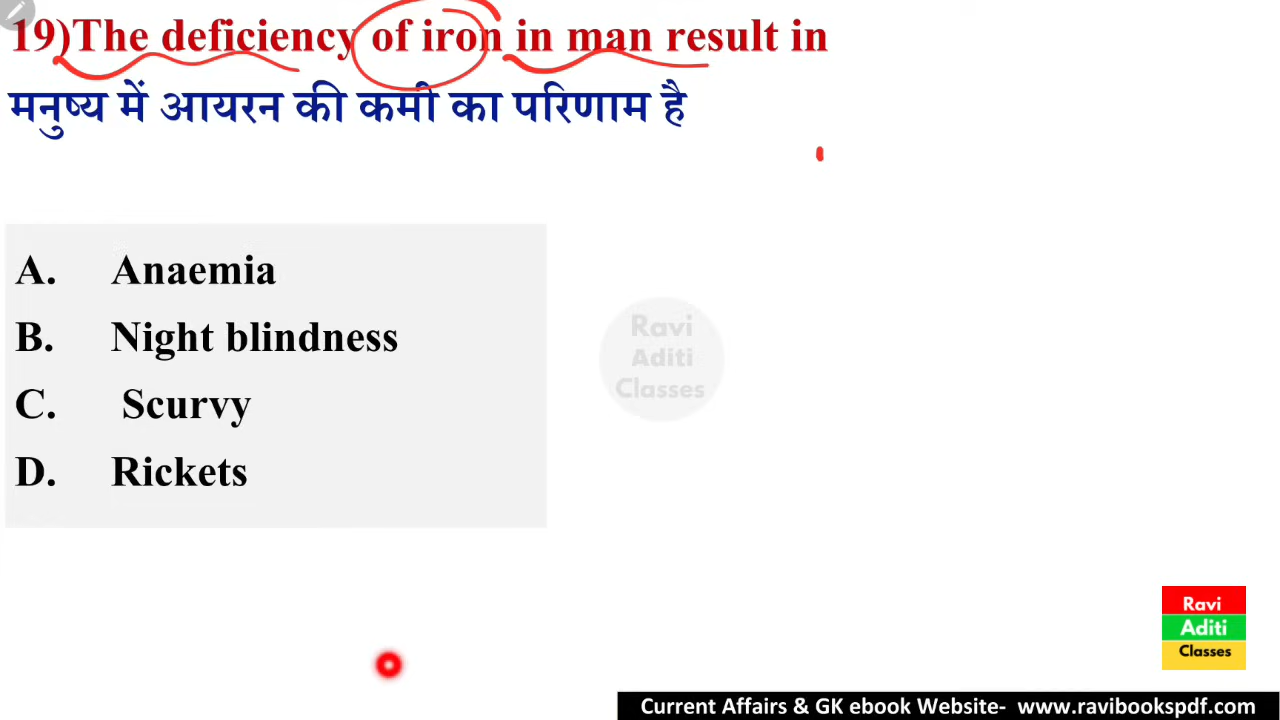 19)The deficiency of iron in man result in
मनुष्य में आयरन की कमी का परिणाम है
A. Anaemia
B. Night blindness
C. Scurvy
D. Rickets
Ravi
Aditi
Classes
Ravi
Aditi
Classes
Current Affairs & GK ebook Website- www.ravibookspdf.com